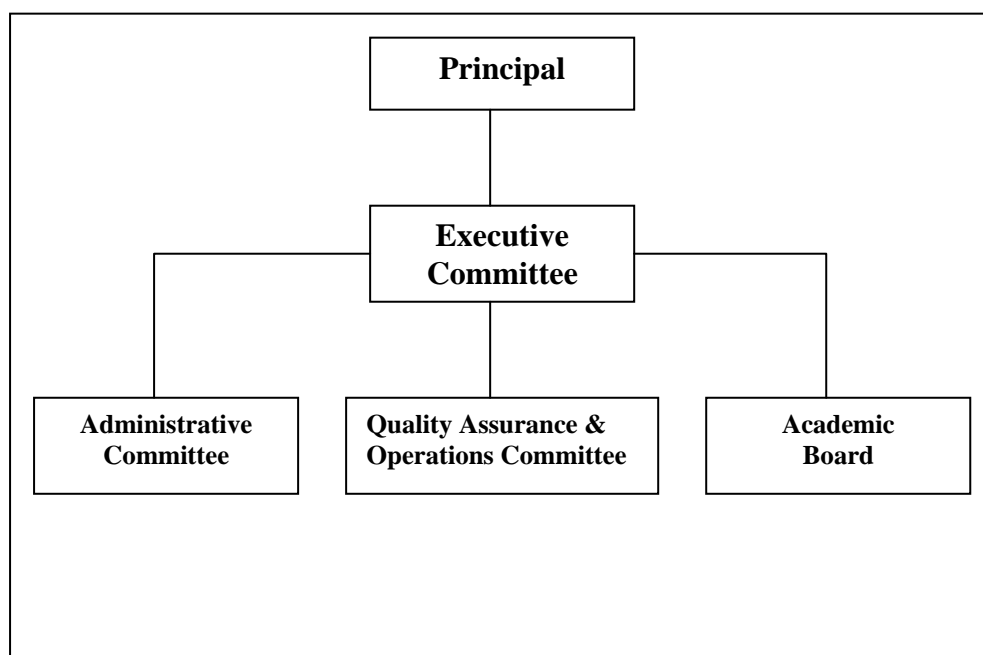 Principal
Executive
Committee
Administrative
Committee
Quality Assurance &
Operations Committee
Academic
Board